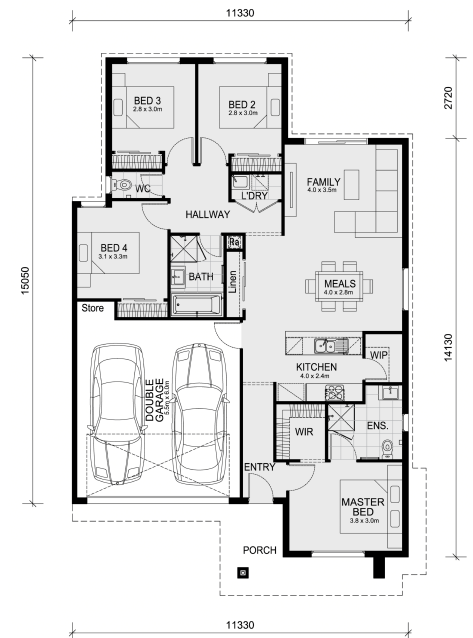 11330
2720
15050
14130
BED 3
2.8 x 3.0m
BED 2
2.8 x 3.0m
WC
L'DRY
FAMILY
4.0 x 3.5m
HALLWAY
BED 4
3.1 x 3.3m
BATH
Ra
Linen
MEALS
4.0 x 2.8m
Store
KITCHEN
4.0 x 2.4m
WIP
DOUBLE
GARAGE
WIR
ENS.
ENTRY
MASTER
BED
3.8 x 3.0m
PORCH
11330